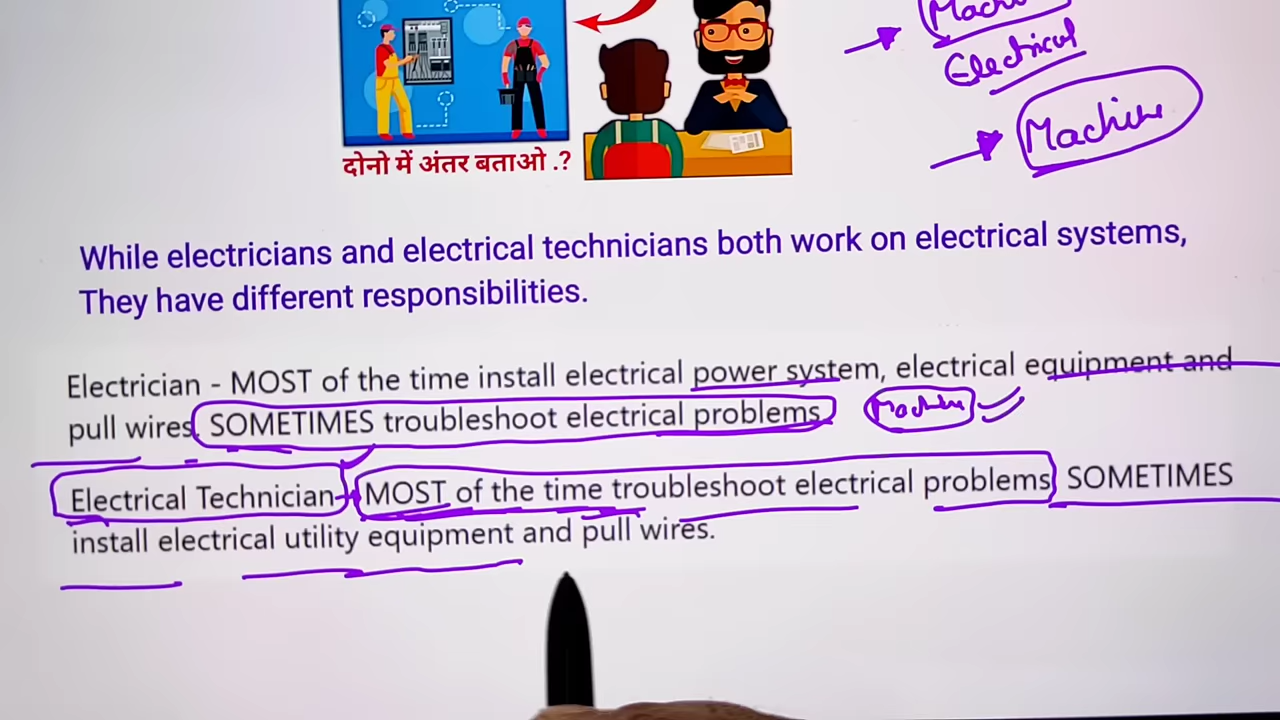 Machine
Electrical
Machine
दोनो में अंतर बताओ .?
While electricians and electrical technicians both work on electrical systems,
They have different responsibilities.
Electrician - MOST of the time install electrical power system, electrical equipment and
pull wires. SOMETIMES troubleshoot electrical problems. Machine
Electrical Technician - MOST of the time troubleshoot electrical problems. SOMETIMES
install electrical utility equipment and pull wires.